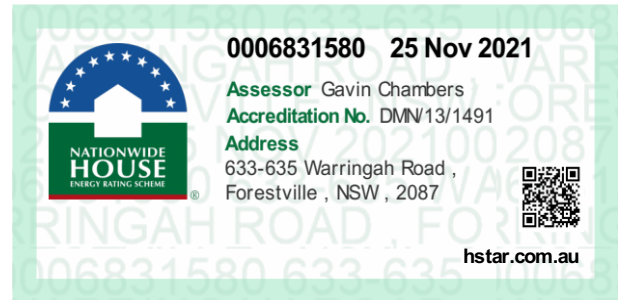 0006831580 25 Nov 2021
Assessor Gavin Chambers
Accreditation No. DMN/13/1491
Address
633-635 Warringah Road ,
Forestville , NSW , 2087
hstar.com.au
NATIONWIDE
HOUSE
ENERGY RATING SCHEME
®